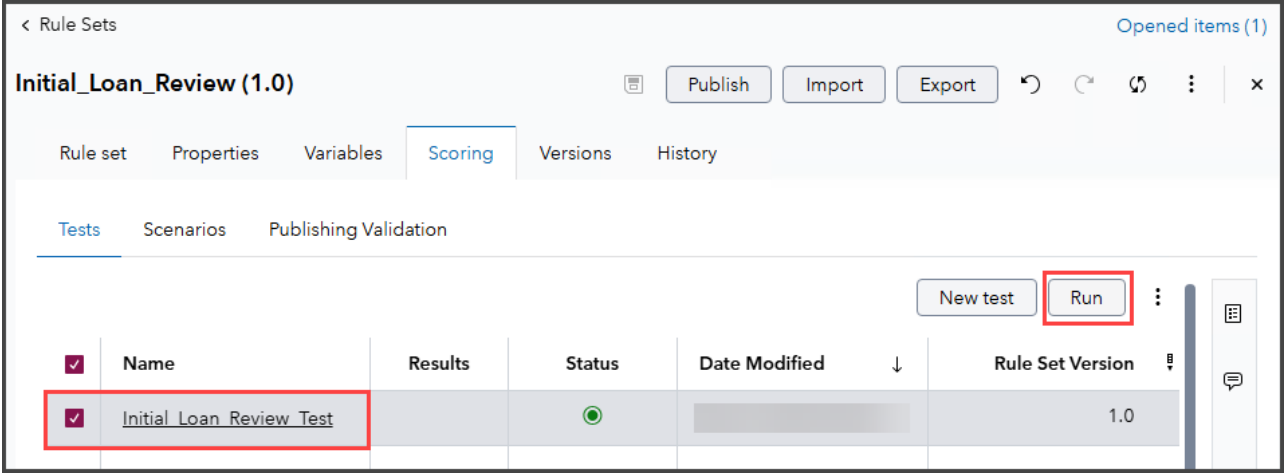 Rule Sets
Opened items (1)
Initial_Loan_Review (1.0)
Publish
Import
Export
Rule set
Properties
Variables
Scoring
Versions
History
Tests
Scenarios
Publishing Validation
New test
Run
Name
Results
Status
Date Modified
Rule Set Version
Initial_Loan_Review_Test
1.0